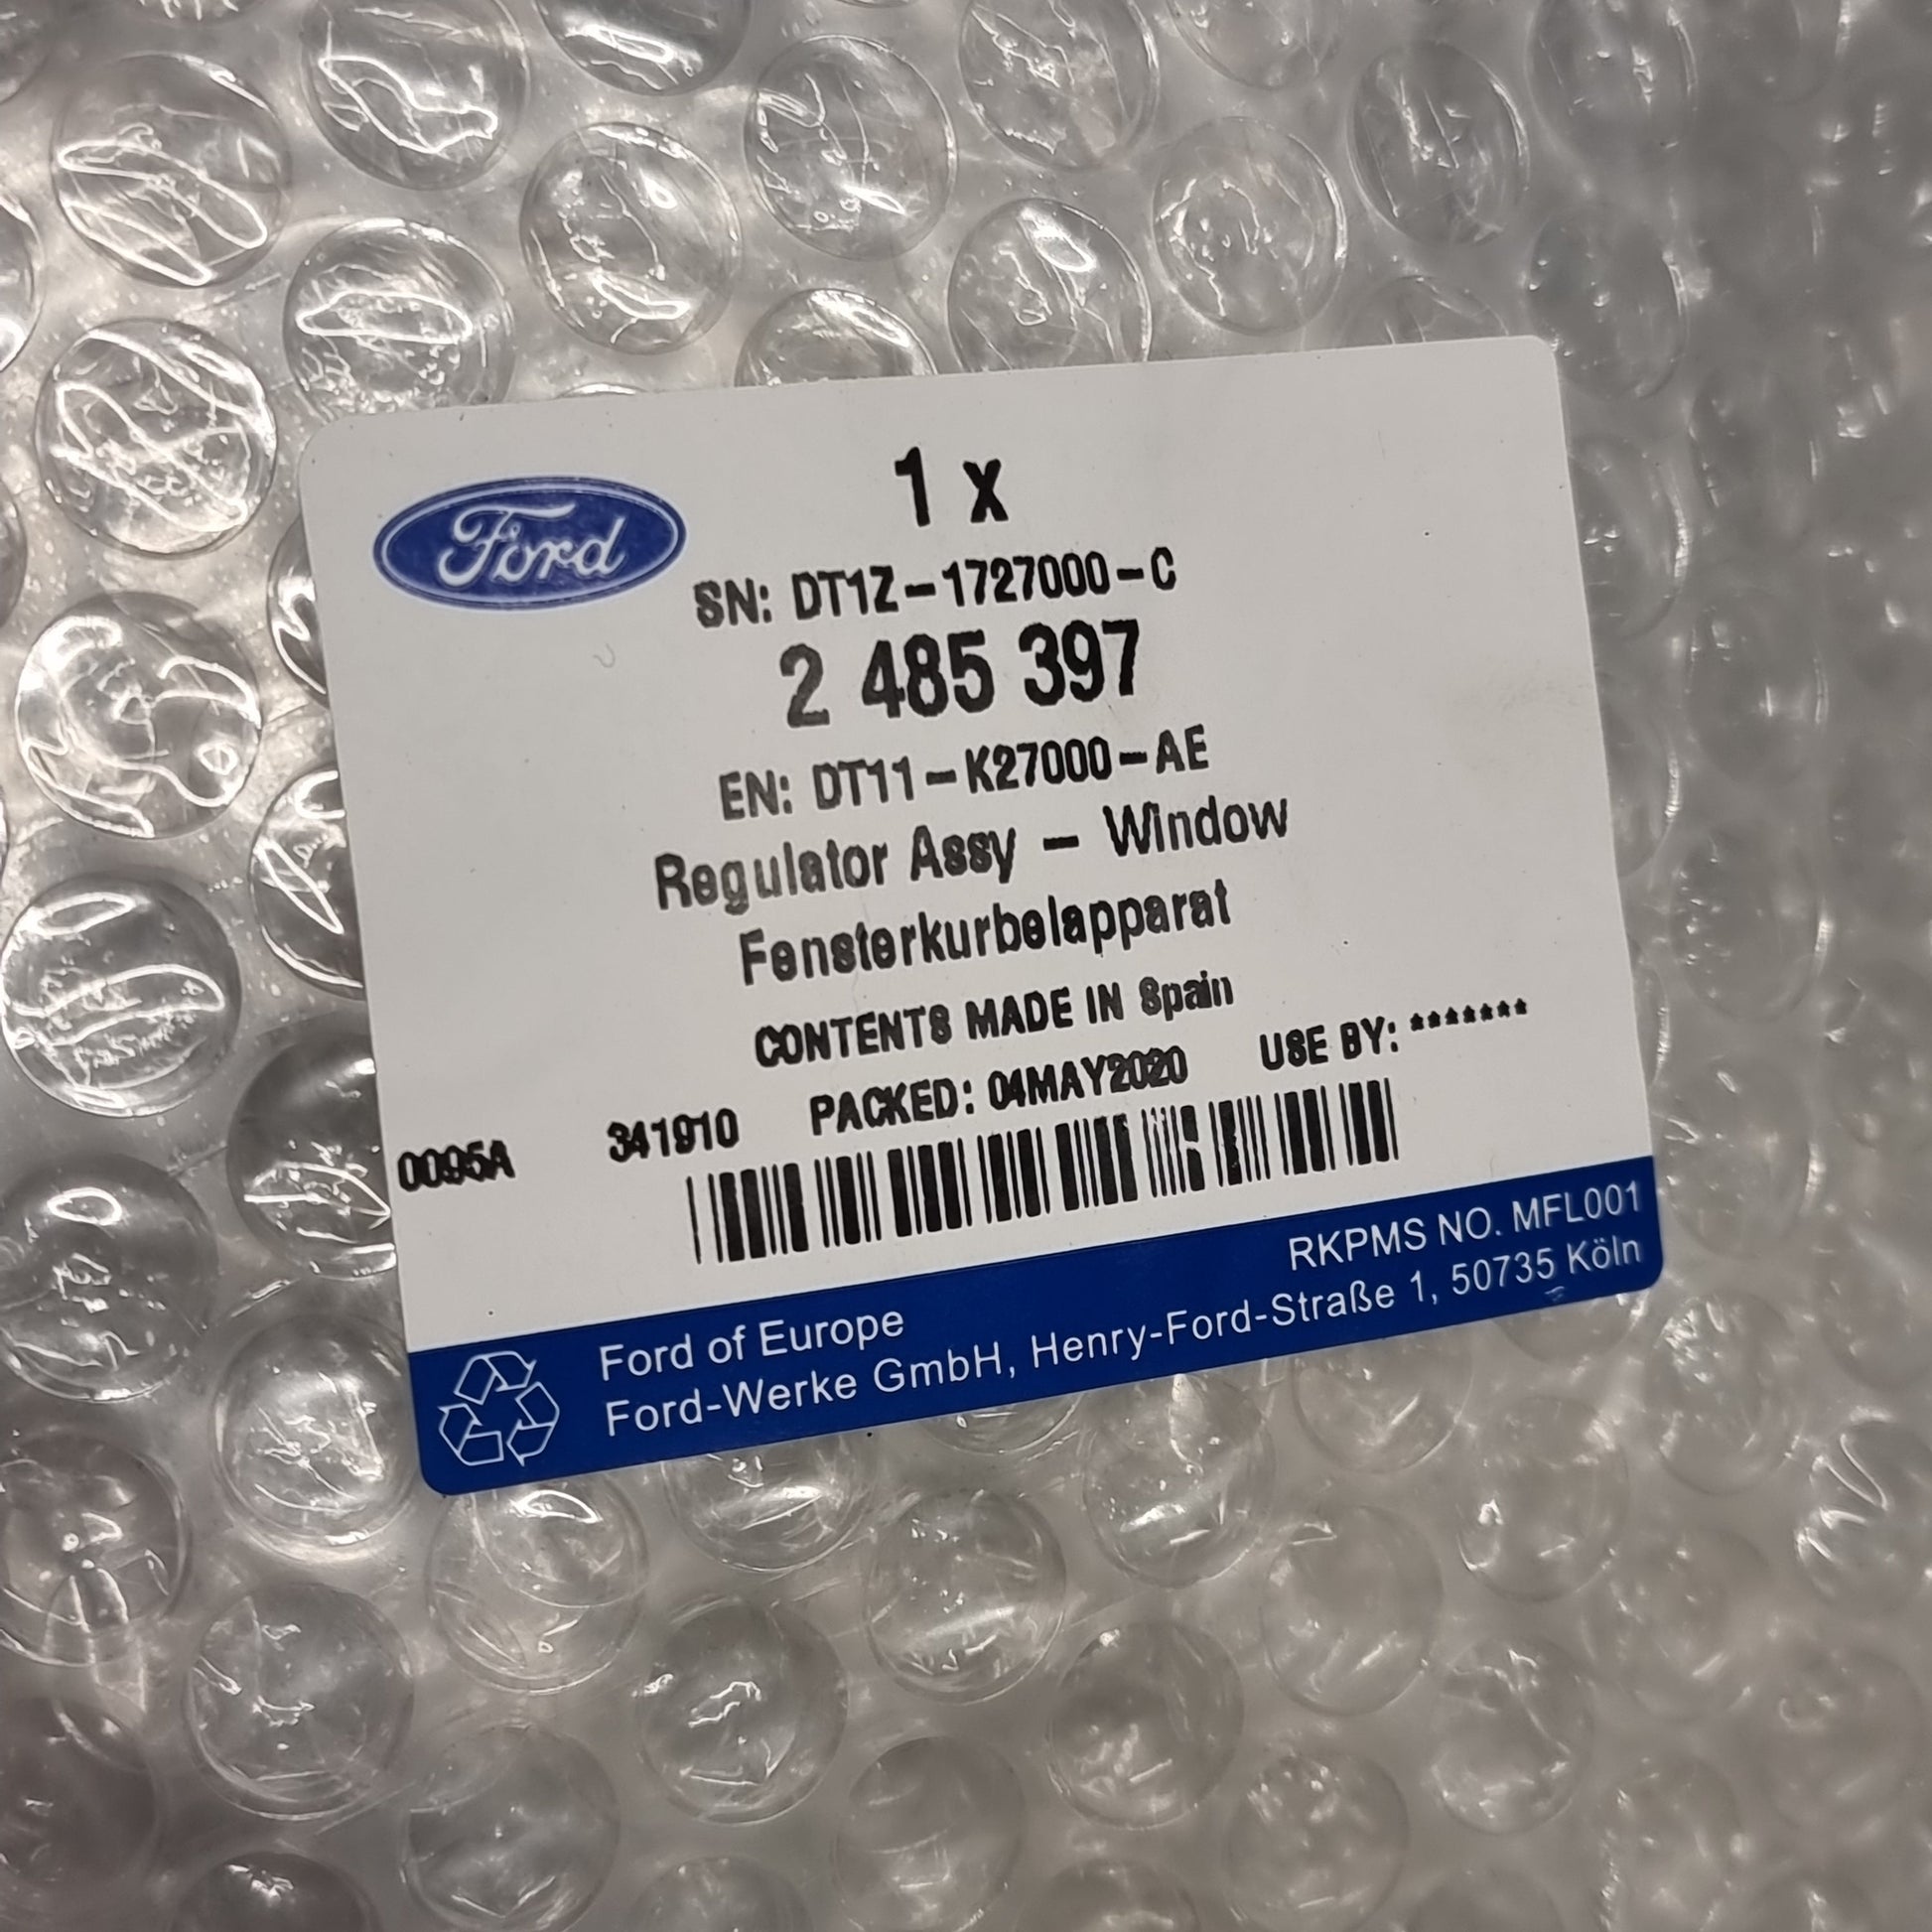 Ford
1 x
SN: DT1Z-1727000-C
2 485 397
EN: DT11-K27000-AE
Regulator Assy - Window
Fensterkurbelapparat
CONTENTS MADE IN Spain
0095A 341910 PACKED: 04MAY2020 USE BY: *******
RKPMS NO. MFL001
Ford of Europe
Ford-Werke GmbH, Henry-Ford-Straße 1, 50735 Köln